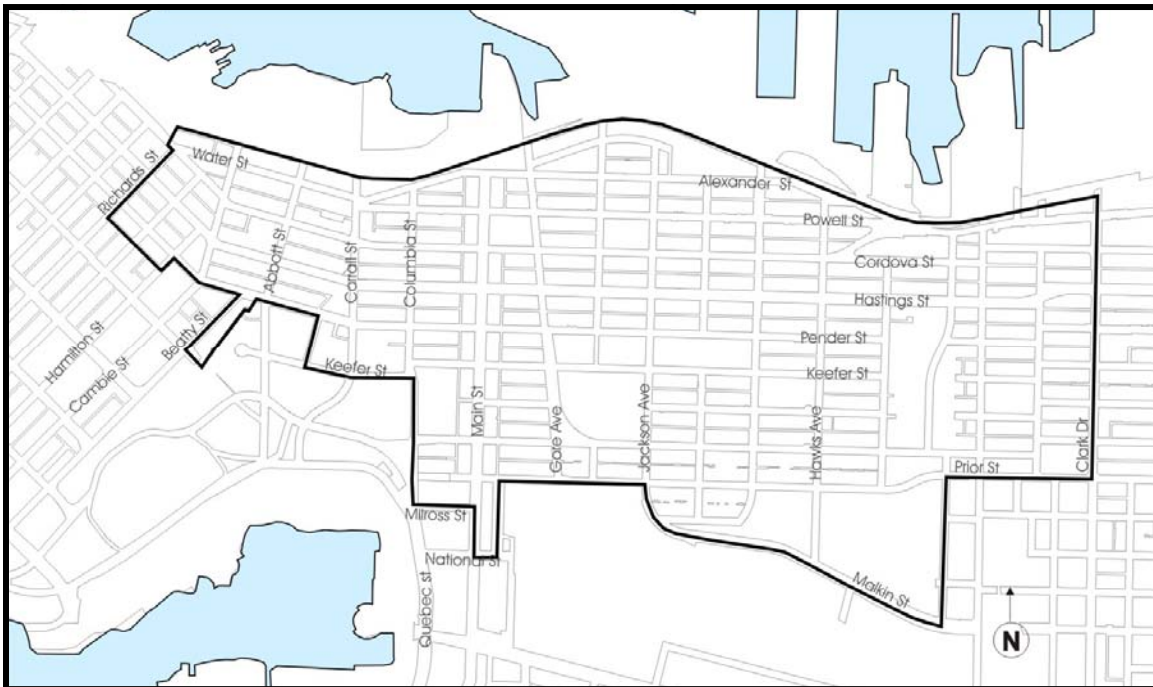 Water St
Richards St
Alexander St
Powell St
Abbott St
Carrall St
Columbia St
Cordova St
Hastings St
Beatty St
Hamilton St
Cambie St
Pender St
Keefer St
Keefer St
Main St
Gore Ave
Jackson Ave
Hawks Ave
Clark Dr
Prior St
Milross St
National St
Quebec st
Malkin St
N